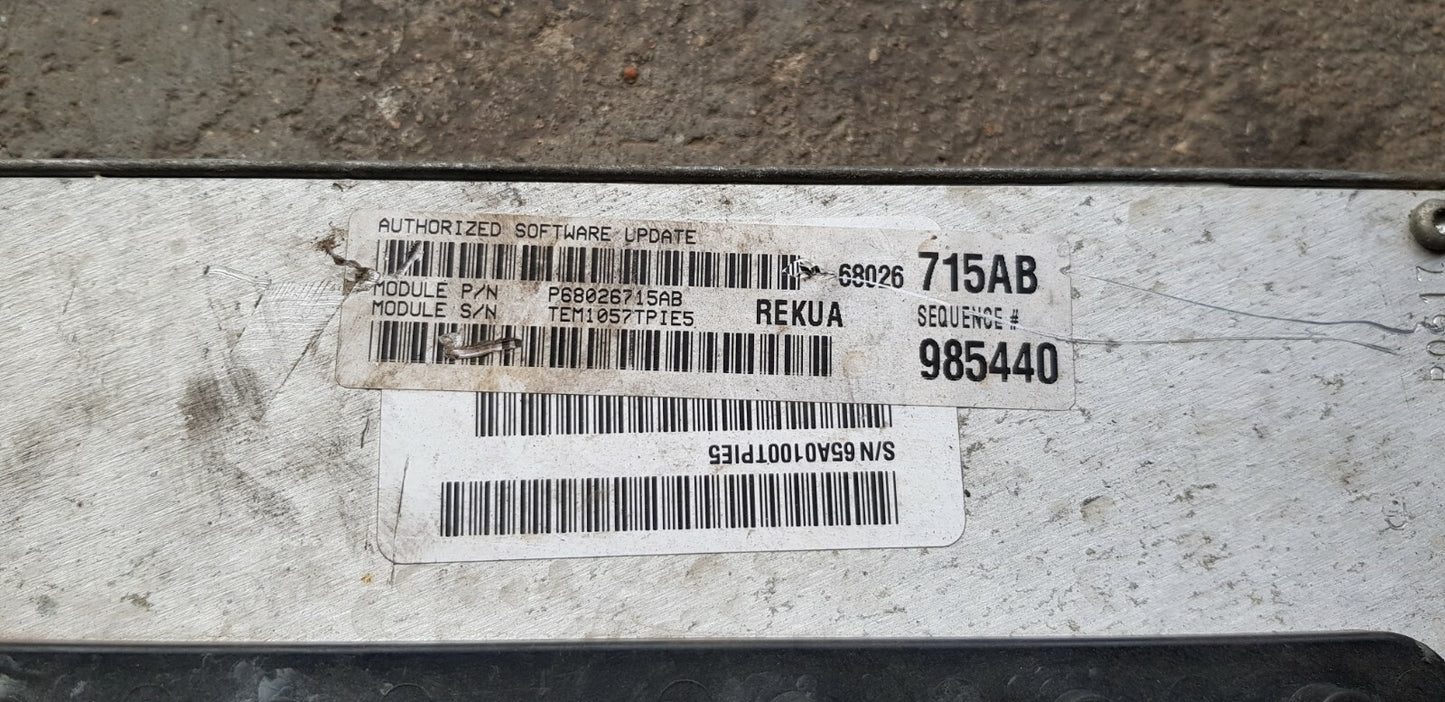 AUTHORIZED SOFTWARE UPDATE
68026 715AB
MODULE P/N P68026715AB
MODULE S/N TEM1057TPIE5
REKUA
SEQUENCE #
985440
S/N 65A0100TPIE5